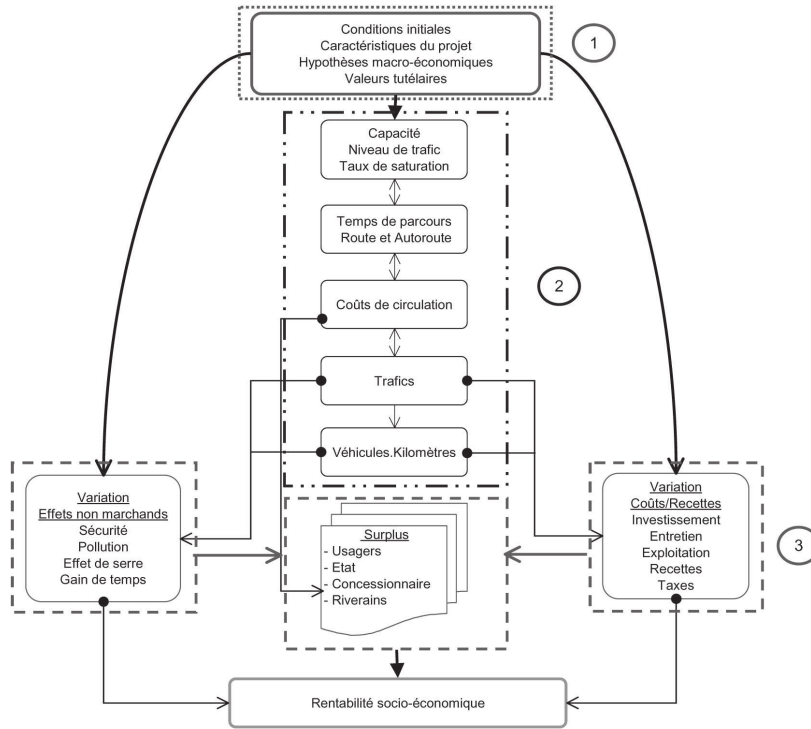 Conditions initiales
Caractéristiques du projet
Hypothèses macro-économiques
Valeurs tutélaires
1
Capacité
Niveau de trafic
Taux de saturation
Temps de parcours
Route et Autoroute
2
Coûts de circulation
Trafics
Véhicules.Kilomètres
Variation
Effets non marchands
Sécurité
Pollution
Effet de serre
Gain de temps
Surplus
- Usagers
- Etat
- Concessionnaire
- Riverains
Variation
Coûts/Recettes
Investissement
Entretien
Exploitation
Recettes
Taxes
3
Rentabilité socio-économique